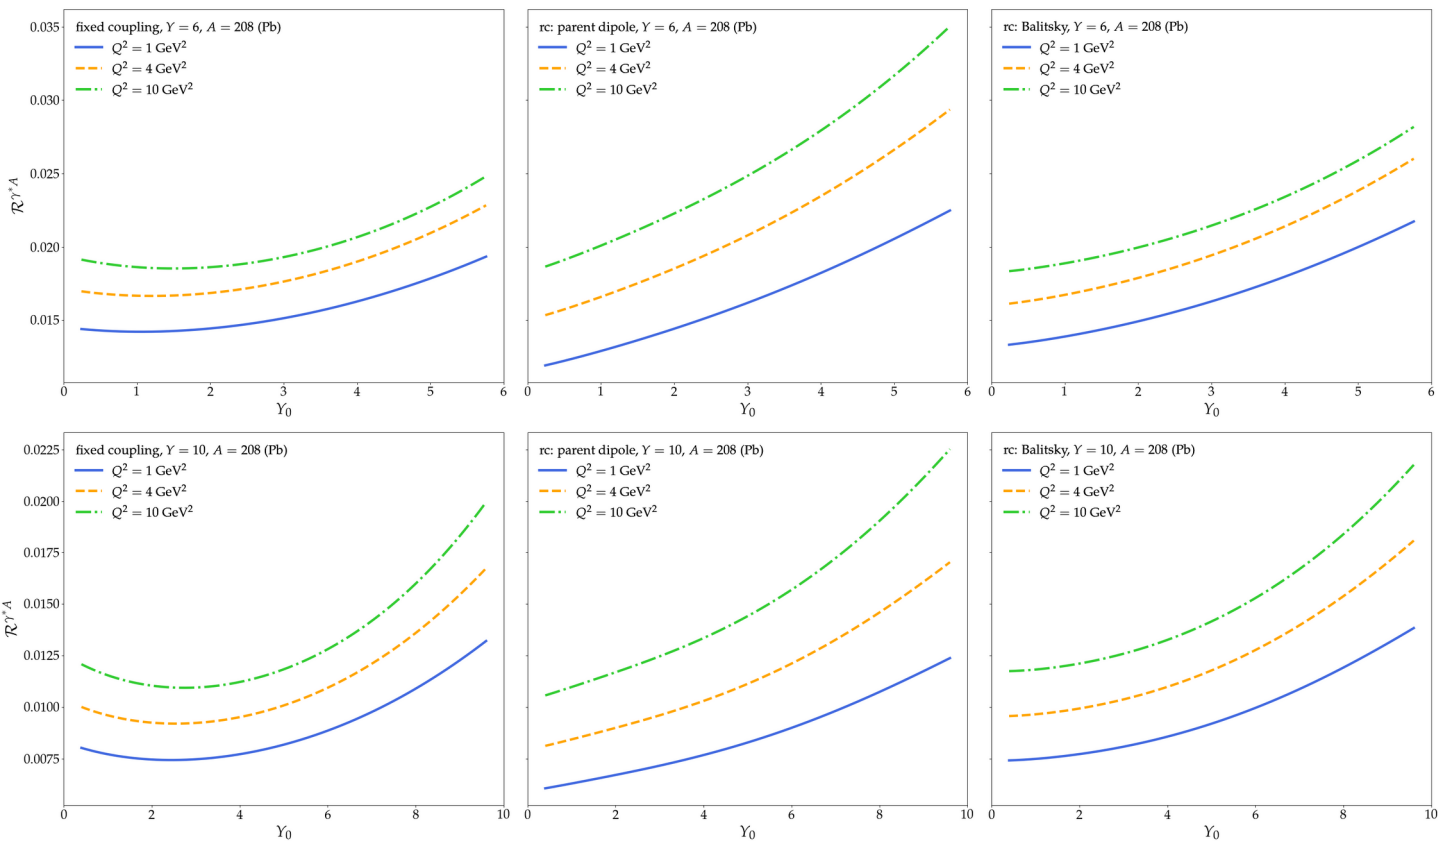 fixed coupling, Y = 6, A = 208 (Pb)
Q² = 1 GeV²
Q² = 4 GeV²
Q² = 10 GeV²
0.035
0.030
0.025
0.020
0.015
ℛ^γ*A
0 1 2 3 4 5 6
Y₀
rc: parent dipole, Y = 6, A = 208 (Pb)
Q² = 1 GeV²
Q² = 4 GeV²
Q² = 10 GeV²
0 1 2 3 4 5 6
Y₀
rc: Balitsky, Y = 6, A = 208 (Pb)
Q² = 1 GeV²
Q² = 4 GeV²
Q² = 10 GeV²
0 1 2 3 4 5 6
Y₀
fixed coupling, Y = 10, A = 208 (Pb)
Q² = 1 GeV²
Q² = 4 GeV²
Q² = 10 GeV²
0.0225
0.0200
0.0175
0.0150
0.0125
0.0100
0.0075
ℛ^γ*A
0 2 4 6 8 10
Y₀
rc: parent dipole, Y = 10, A = 208 (Pb)
Q² = 1 GeV²
Q² = 4 GeV²
Q² = 10 GeV²
0 2 4 6 8 10
Y₀
rc: Balitsky, Y = 10, A = 208 (Pb)
Q² = 1 GeV²
Q² = 4 GeV²
Q² = 10 GeV²
0 2 4 6 8 10
Y₀